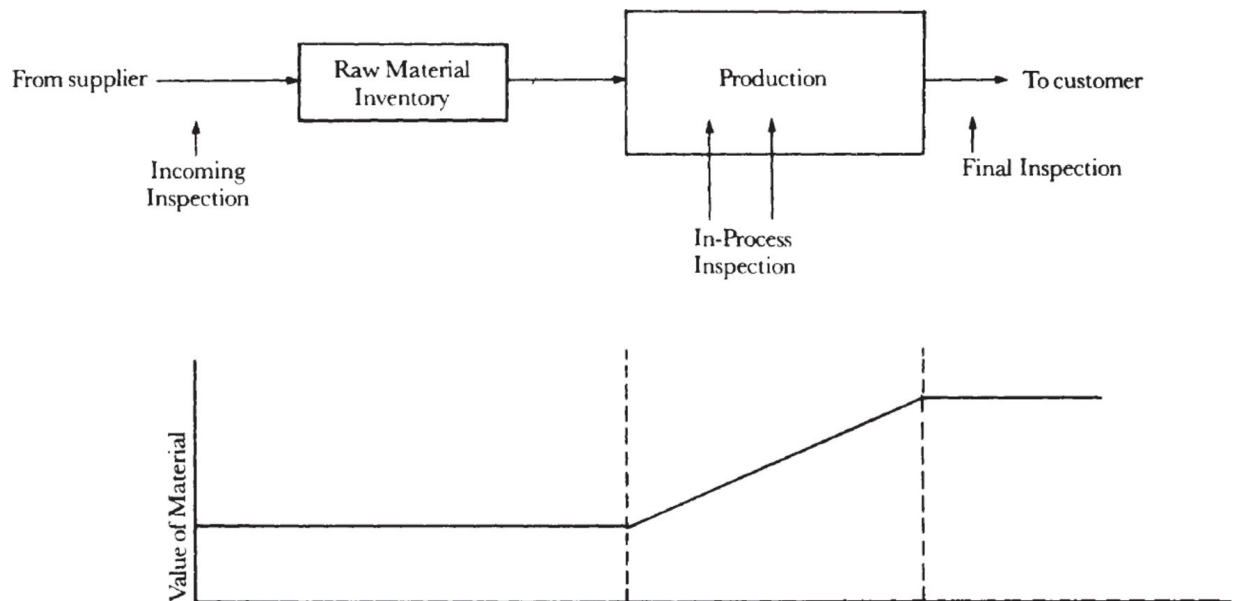 From supplier
Raw Material
Inventory
Production
To customer
Incoming
Inspection
Final Inspection
In-Process
Inspection
Value of Material